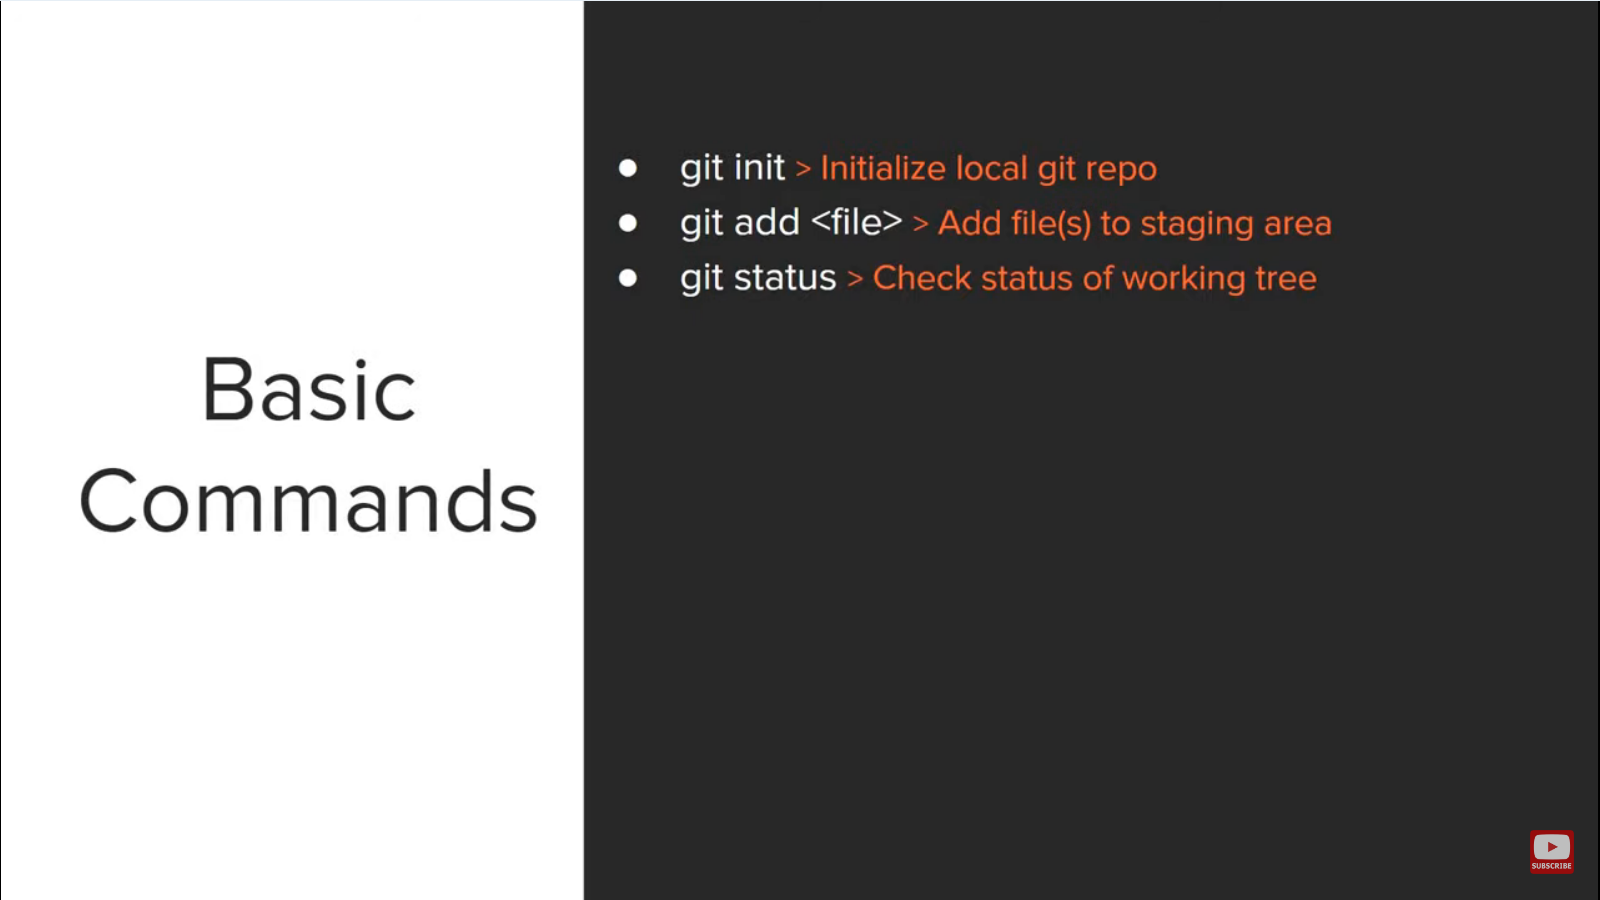 Basic
Commands
● git init > Initialize local git repo
● git add <file> > Add file(s) to staging area
● git status > Check status of working tree
SUBSCRIBE